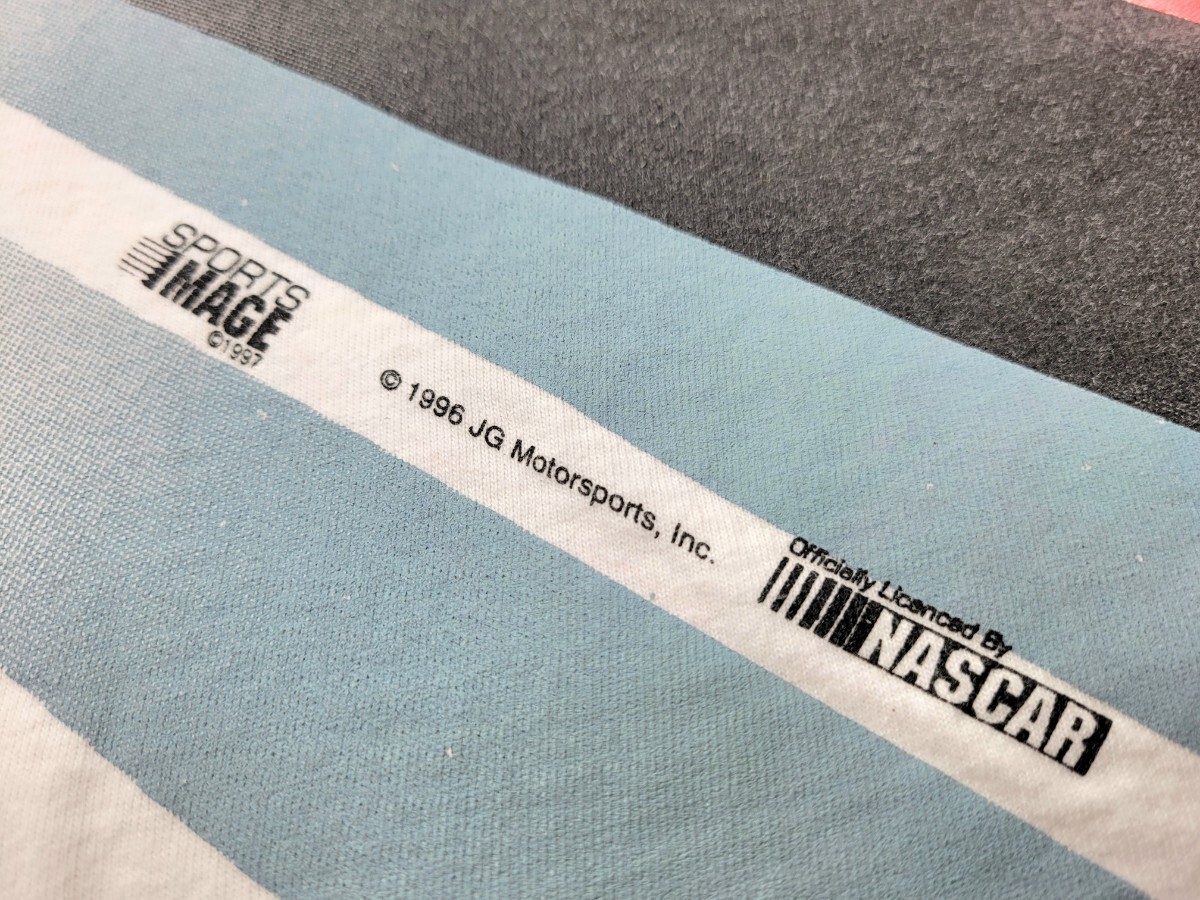 SPORTS
IMAGE
©1997
© 1996 JG Motorsports, Inc.
Officially Licenced By
NASCAR